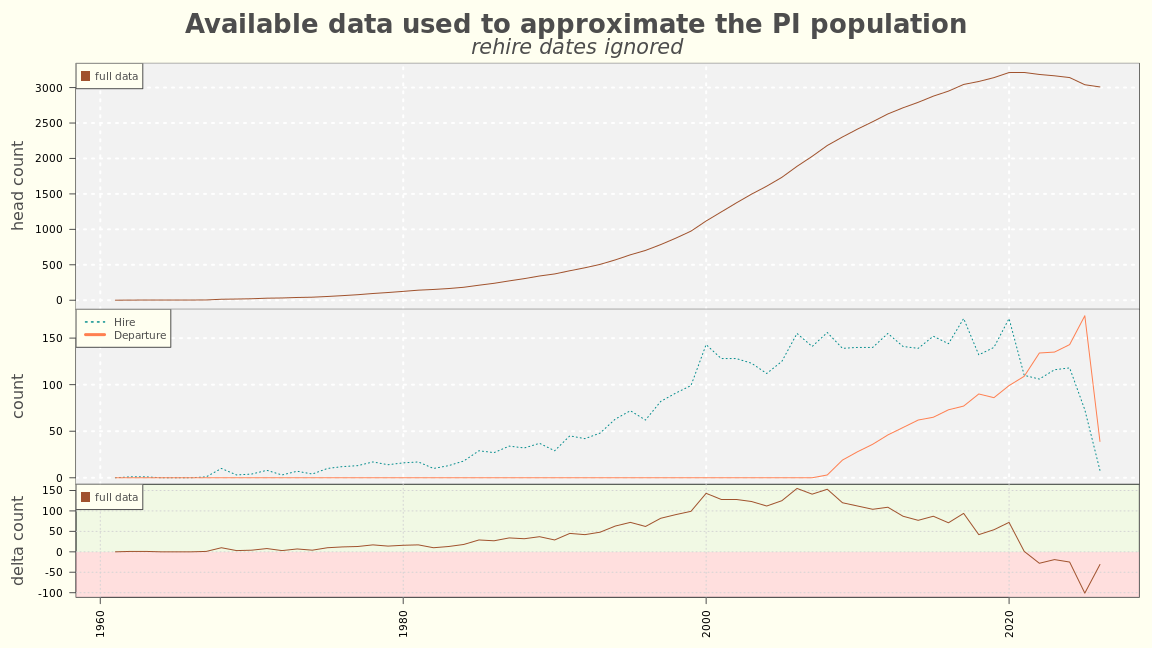 Available data used to approximate the PI population
rehire dates ignored
full data
head count
3000
2500
2000
1500
1000
500
0
Hire
Departure
count
150
100
50
0
full data
delta count
150
100
50
0
-50
-100
1960
1980
2000
2020